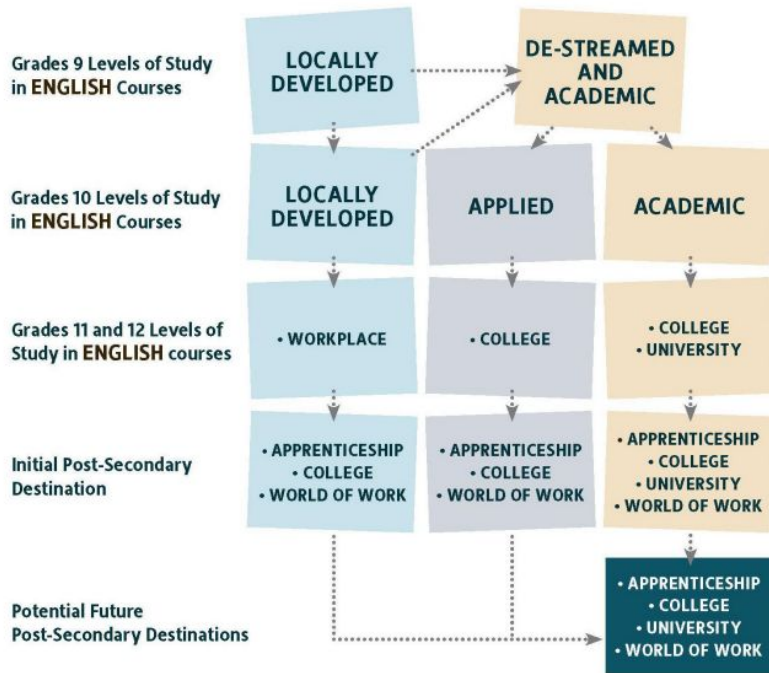 Grades 9 Levels of Study
in ENGLISH Courses
LOCALLY
DEVELOPED
DE-STREAMED
AND
ACADEMIC
Grades 10 Levels of Study
in ENGLISH Courses
LOCALLY
DEVELOPED
APPLIED
ACADEMIC
Grades 11 and 12 Levels of
Study in ENGLISH courses
• WORKPLACE
• COLLEGE
• COLLEGE
• UNIVERSITY
Initial Post-Secondary
Destination
• APPRENTICESHIP
• COLLEGE
• WORLD OF WORK
• APPRENTICESHIP
• COLLEGE
• WORLD OF WORK
• APPRENTICESHIP
• COLLEGE
• UNIVERSITY
• WORLD OF WORK
Potential Future
Post-Secondary Destinations
• APPRENTICESHIP
• COLLEGE
• UNIVERSITY
• WORLD OF WORK